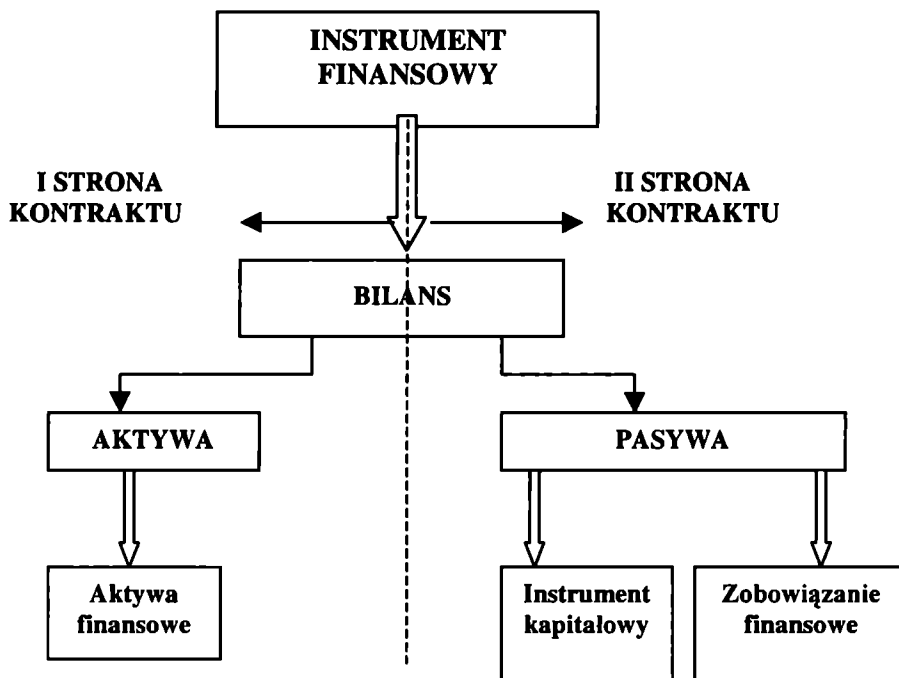 INSTRUMENT
FINANSOWY
I STRONA
KONTRAKTU
II STRONA
KONTRAKTU
BILANS
AKTYWA
PASYWA
Aktywa
finansowe
Instrument
kapitałowy
Zobowiązanie
finansowe